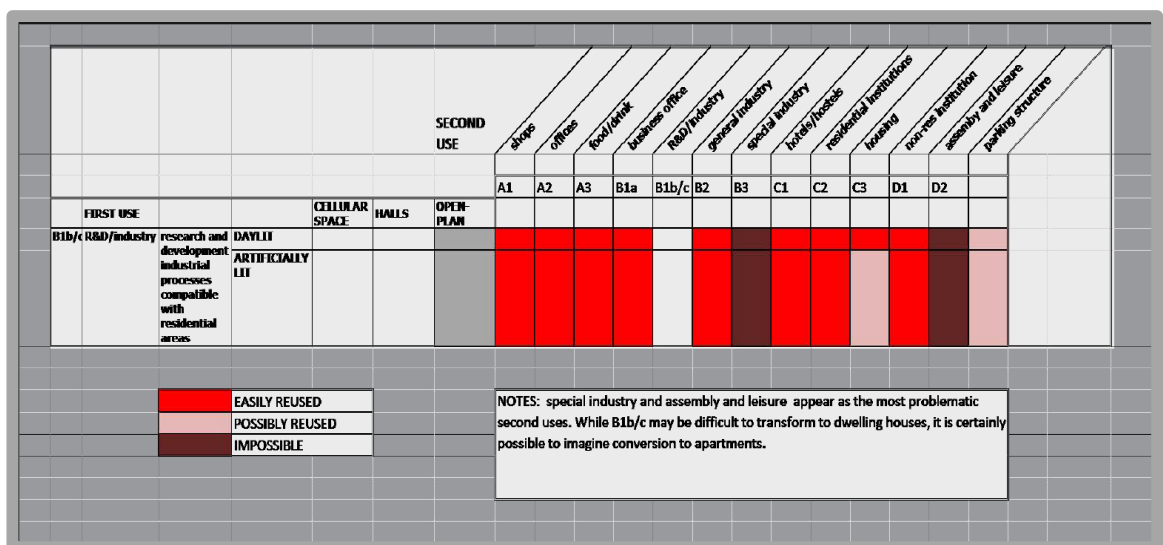 SECOND
USE
shops
offices
food/drink
business office
R&D/industry
general industry
special industry
hotels/hostels
residential institutions
housing
non-res institution
assembly and leisure
parking structure
A1 A2 A3 B1a B1b/c B2 B3 C1 C2 C3 D1 D2
FIRST USE CELLULAR SPACE HALLS OPEN-PLAN
B1b/c R&D/industry research and DAYLIT
development
industrial ARTIFICIALLY
processes LIT
compatible
with
residential
areas
EASILY REUSED
POSSIBLY REUSED
IMPOSSIBLE
NOTES: special industry and assembly and leisure appear as the most problematic
second uses. While B1b/c may be difficult to transform to dwelling houses, it is certainly
possible to imagine conversion to apartments.